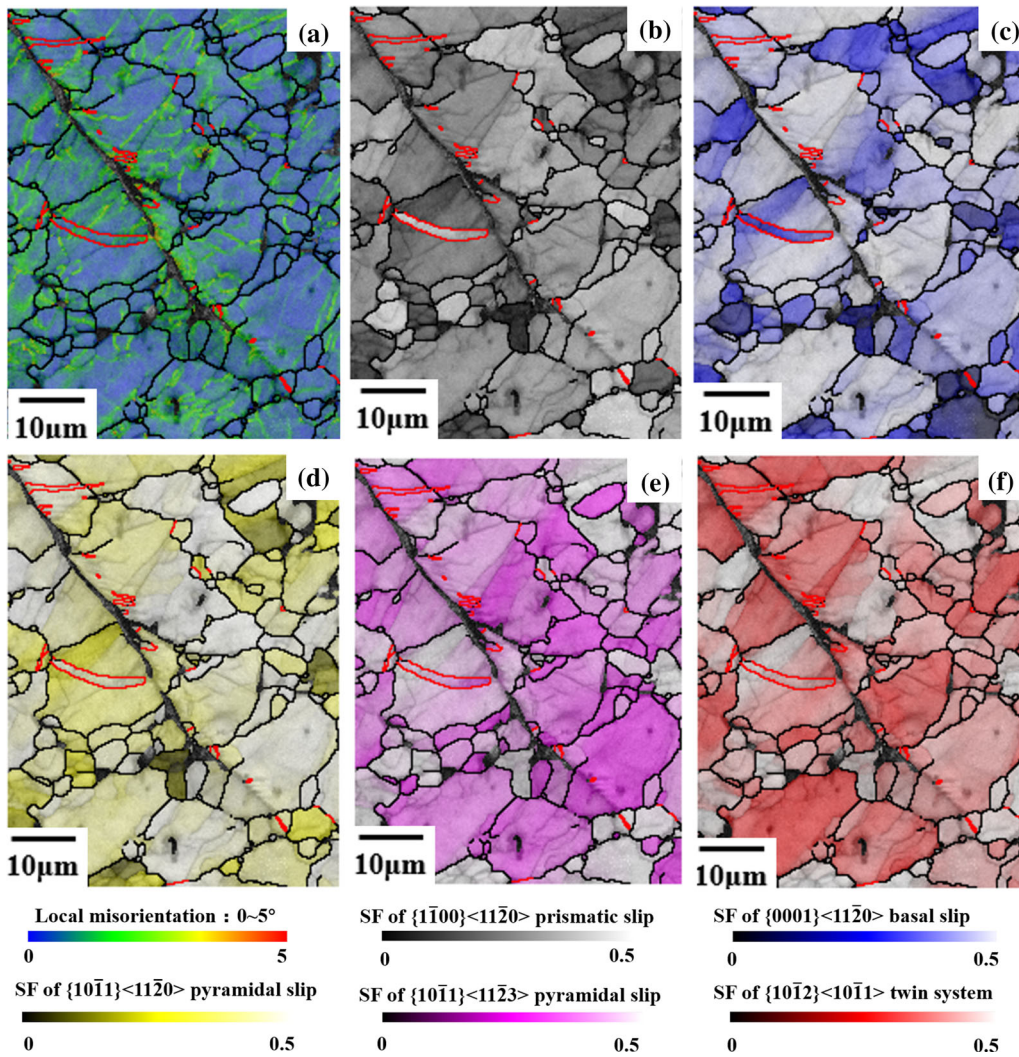 (a)
(b)
(c)
10μm
10μm
10μm
(d)
(e)
(f)
10μm
10μm
10μm
Local misorientation : 0~5°
0 5
SF of {11̅00}<112̅0> prismatic slip
0 0.5
SF of {0001}<112̅0> basal slip
0 0.5
SF of {101̅1}<112̅0> pyramidal slip
0 0.5
SF of {101̅1}<112̅3> pyramidal slip
0 0.5
SF of {101̅2}<101̅1> twin system
0 0.5